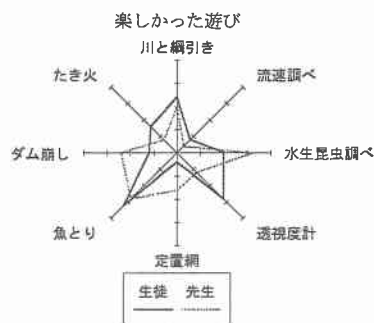 楽しかった遊び
川と綱引き
たき火
流速調べ
ダム崩し
水生昆虫調べ
魚とり
透視度計
定置網
生徒 先生